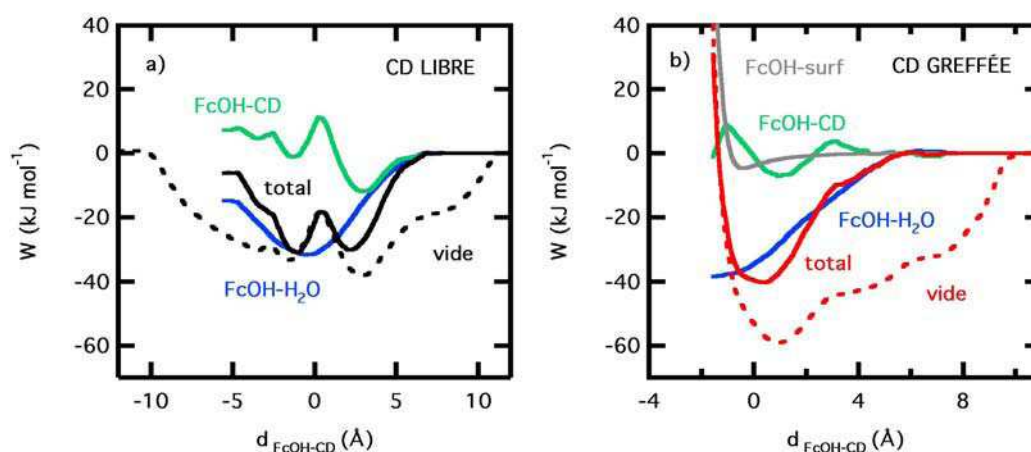 40
20
0
-20
-40
-60
W (kJ mol⁻¹)
a)
CD LIBRE
FcOH-CD
total
FcOH-H₂O
vide
-10
-5
0
5
10
d FcOH-CD (Å)
40
20
0
-20
-40
-60
W (kJ mol⁻¹)
b)
FcOH-surf
CD GREFFÉE
FcOH-CD
FcOH-H₂O
total
vide
-4
0
4
8
d FcOH-CD (Å)